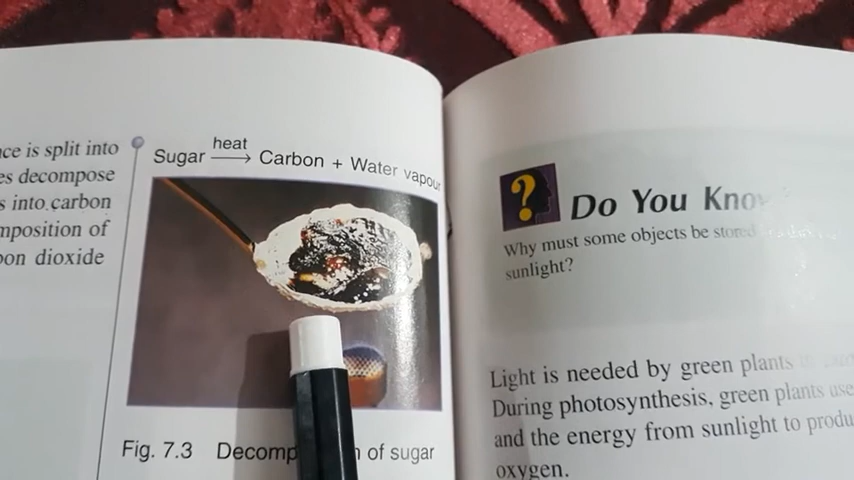 ce is split into
es decompose
s into carbon
mposition of
on dioxide
heat
Sugar ⟶ Carbon + Water vapour
Fig. 7.3 Decomp n of sugar
?
Do You Kno
Why must some objects be stored
sunlight?
Light is needed by green plants
During photosynthesis, green plants use
and the energy from sunlight to produ
oxygen.